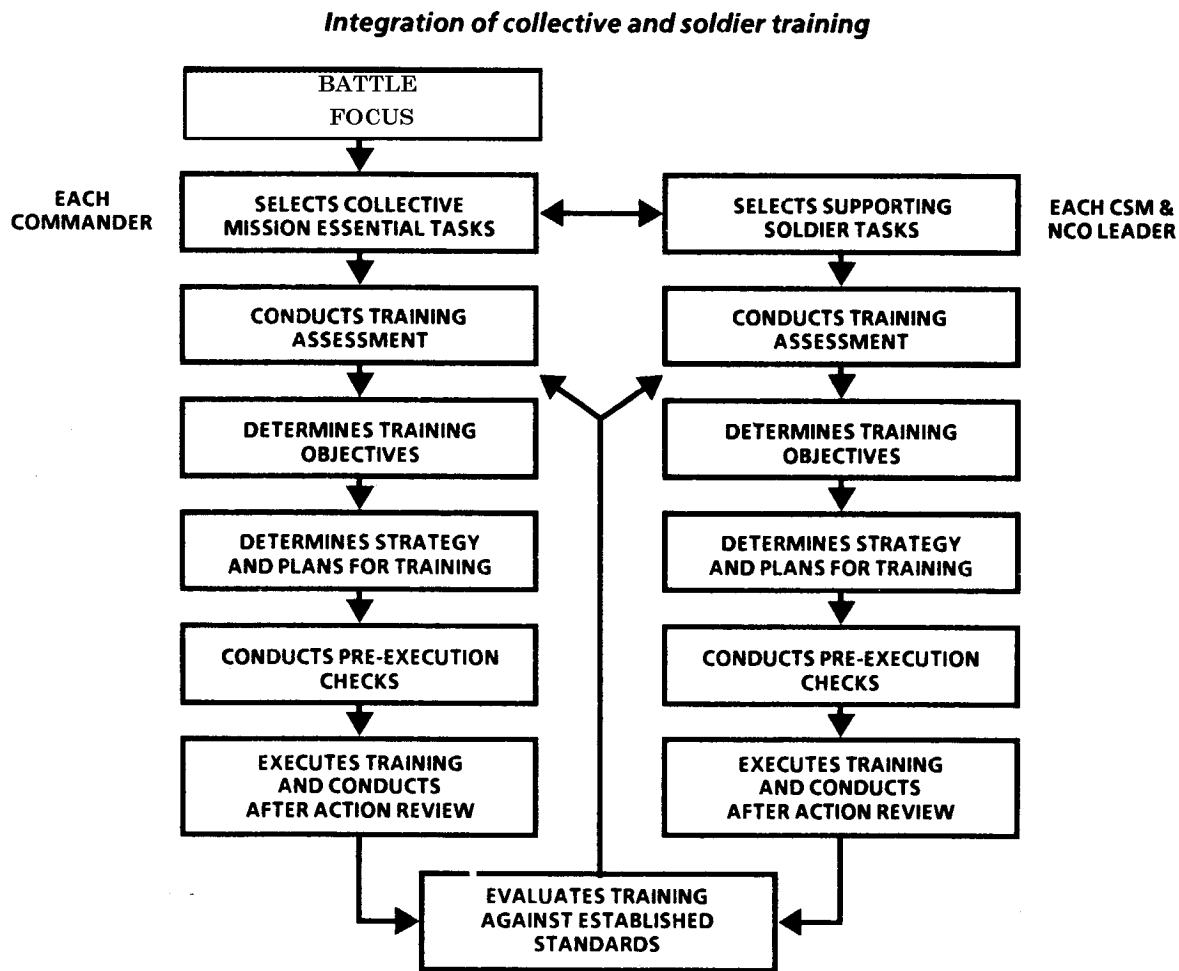 Integration of collective and soldier training
BATTLE
FOCUS
EACH
COMMANDER
SELECTS COLLECTIVE
MISSION ESSENTIAL TASKS
SELECTS SUPPORTING
SOLDIER TASKS
EACH CSM &
NCO LEADER
CONDUCTS TRAINING
ASSESSMENT
CONDUCTS TRAINING
ASSESSMENT
DETERMINES TRAINING
OBJECTIVES
DETERMINES TRAINING
OBJECTIVES
DETERMINES STRATEGY
AND PLANS FOR TRAINING
DETERMINES STRATEGY
AND PLANS FOR TRAINING
CONDUCTS PRE-EXECUTION
CHECKS
CONDUCTS PRE-EXECUTION
CHECKS
EXECUTES TRAINING
AND CONDUCTS
AFTER ACTION REVIEW
EXECUTES TRAINING
AND CONDUCTS
AFTER ACTION REVIEW
EVALUATES TRAINING
AGAINST ESTABLISHED
STANDARDS